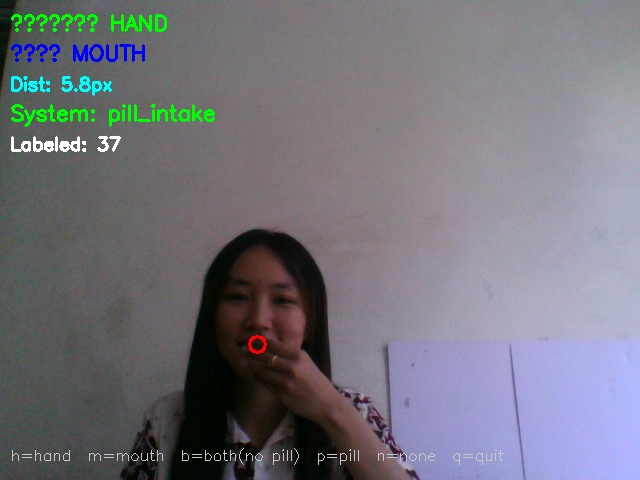 ??????? HAND
???? MOUTH
Dist: 5.8px
System: pill_intake
Labeled: 37
h=hand m=mouth b=both(no pill) p=pill n=none q=quit